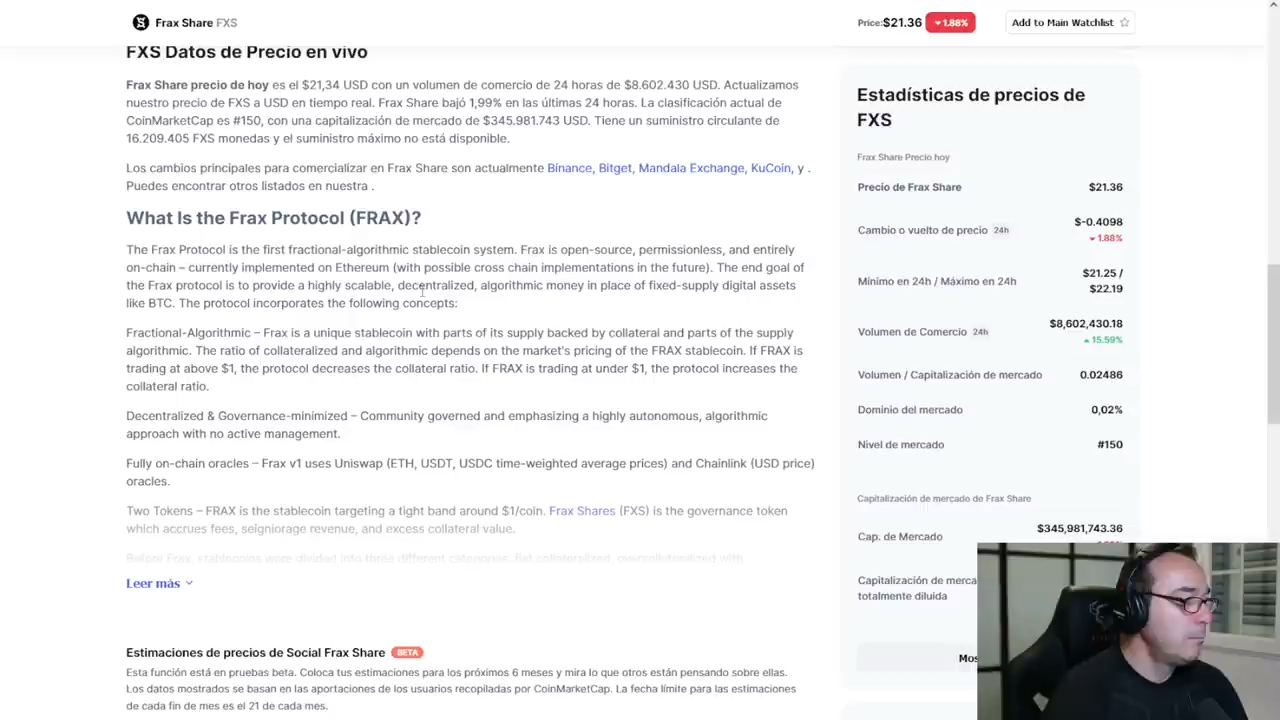 Frax Share FXS
Price:$21.36 1.88% Add to Main Watchlist
FXS Datos de Precio en vivo
Frax Share precio de hoy es el $21,34 USD con un volumen de comercio de 24 horas de $8.602.430 USD. Actualizamos
nuestro precio de FXS a USD en tiempo real. Frax Share bajó 1,99% en las últimas 24 horas. La clasificación actual de
CoinMarketCap es #150, con una capitalización de mercado de $345.981.743 USD. Tiene un suministro circulante de
16.209.405 FXS monedas y el suministro máximo no está disponible.
Los cambios principales para comercializar en Frax Share son actualmente Binance, Bitget, Mandala Exchange, KuCoin, y .
Puedes encontrar otros listados en nuestra .
What Is the Frax Protocol (FRAX)?
The Frax Protocol is the first fractional-algorithmic stablecoin system. Frax is open-source, permissionless, and entirely
on-chain – currently implemented on Ethereum (with possible cross chain implementations in the future). The end goal of
the Frax protocol is to provide a highly scalable, decentralized, algorithmic money in place of fixed-supply digital assets
like BTC. The protocol incorporates the following concepts:
Fractional-Algorithmic – Frax is a unique stablecoin with parts of its supply backed by collateral and parts of the supply
algorithmic. The ratio of collateralized and algorithmic depends on the market's pricing of the FRAX stablecoin. If FRAX is
trading at above $1, the protocol decreases the collateral ratio. If FRAX is trading at under $1, the protocol increases the
collateral ratio.
Decentralized & Governance-minimized – Community governed and emphasizing a highly autonomous, algorithmic
approach with no active management.
Fully on-chain oracles – Frax v1 uses Uniswap (ETH, USDT, USDC time-weighted average prices) and Chainlink (USD price)
oracles.
Two Tokens – FRAX is the stablecoin targeting a tight band around $1/coin. Frax Shares (FXS) is the governance token
which accrues fees, seigniorage revenue, and excess collateral value.
Before Frax, stablecoins were divided into three different categories: fiat collateralized, overcollateralized with
Leer más
Estimaciones de precios de Social Frax Share BETA
Esta función está en pruebas beta. Coloca tus estimaciones para los próximos 6 meses y mira lo que otros están pensando sobre ellas.
Los datos mostrados se basan en las aportaciones de los usuarios recopiladas por CoinMarketCap. La fecha límite para las estimaciones
de cada fin de mes es el 21 de cada mes.
Estadísticas de precios de
FXS
Frax Share Precio hoy
Precio de Frax Share $21.36
Cambio o vuelto de precio 24h $-0.4098
1.88%
Mínimo en 24h / Máximo en 24h $21.25 /
$22.19
Volumen de Comercio 24h $8,602,430.18
15.59%
Volumen / Capitalización de mercado 0.02486
Dominio del mercado 0,02%
Nivel de mercado #150
Capitalización de mercado de Frax Share
Cap. de Mercado $345,981,743.36
Capitalización de merca
totalmente diluida
Mos